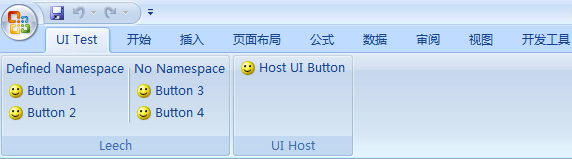 UI Test 开始 插入 页面布局 公式 数据 审阅 视图 开发工具
Defined Namespace No Namespace Host UI Button
Button 1 Button 3
Button 2 Button 4
Leech UI Host